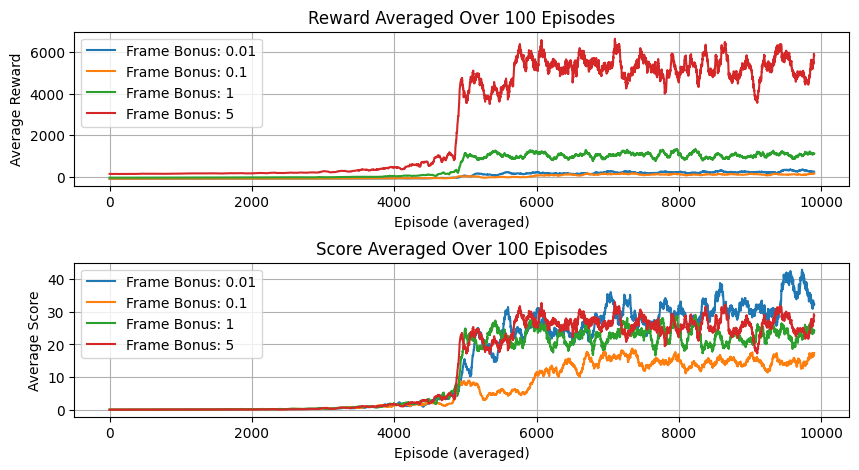 Reward Averaged Over 100 Episodes
Average Reward
6000
4000
2000
0
Frame Bonus: 0.01
Frame Bonus: 0.1
Frame Bonus: 1
Frame Bonus: 5
0 2000 4000 6000 8000 10000
Episode (averaged)
Score Averaged Over 100 Episodes
Average Score
40
30
20
10
0
Frame Bonus: 0.01
Frame Bonus: 0.1
Frame Bonus: 1
Frame Bonus: 5
0 2000 4000 6000 8000 10000
Episode (averaged)